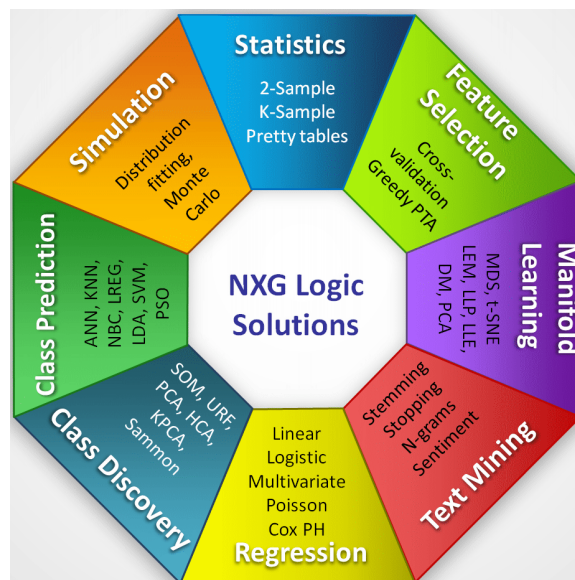 Statistics
2-Sample
K-Sample
Pretty tables
Feature
Selection
Cross-
validation
Greedy PTA
Manifold
Learning
MDS, t-SNE
LEM, LLP, LLE,
DM, PCA
Text Mining
Stemming
Stopping
N-grams
Sentiment
Linear
Logistic
Multivariate
Poisson
Cox PH
Regression
Class Discovery
SOM, URF,
PCA, HCA,
KPCA,
Sammon
Class Prediction
ANN, KNN,
NBC, LREG,
LDA, SVM,
PSO
Simulation
Distribution
fitting,
Monte
Carlo
NXG Logic
Solutions